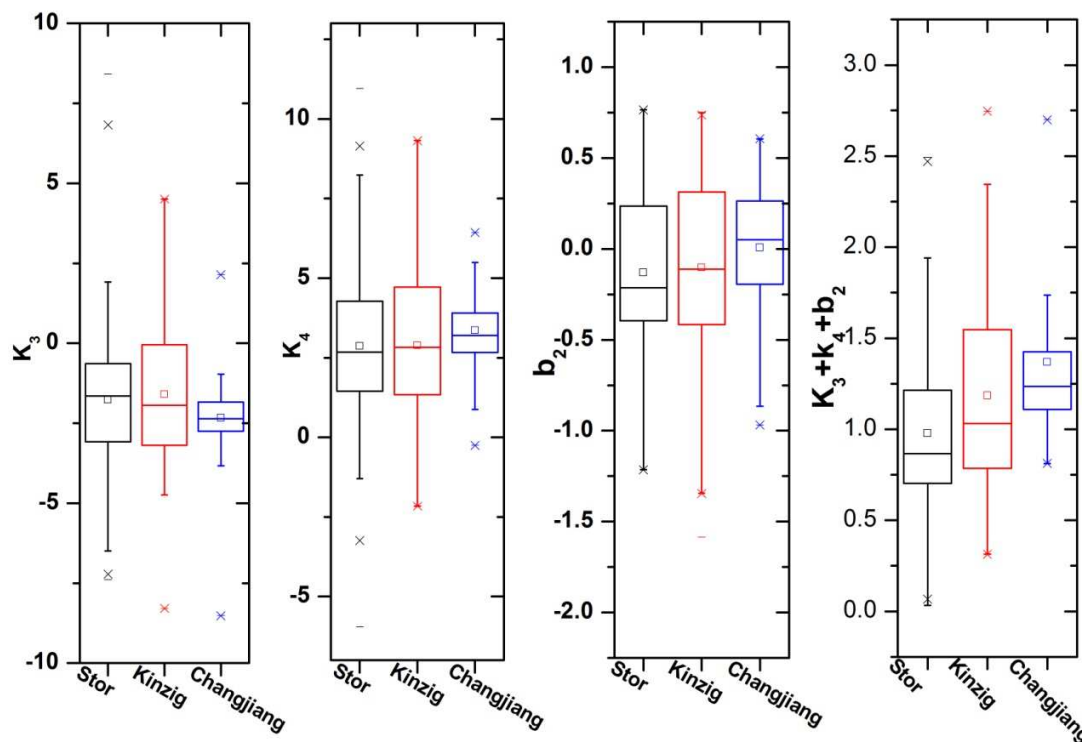 10
5
0
-5
-10
K₃
Stor
Kinzig
Changjiang
10
5
0
-5
K₄
Stor
Kinzig
Changjiang
1.0
0.5
0.0
-0.5
-1.0
-1.5
-2.0
b₂
Stor
Kinzig
Changjiang
3.0
2.5
2.0
1.5
1.0
0.5
0.0
K₃+k₄+b₂
Stor
Kinzig
Changjiang